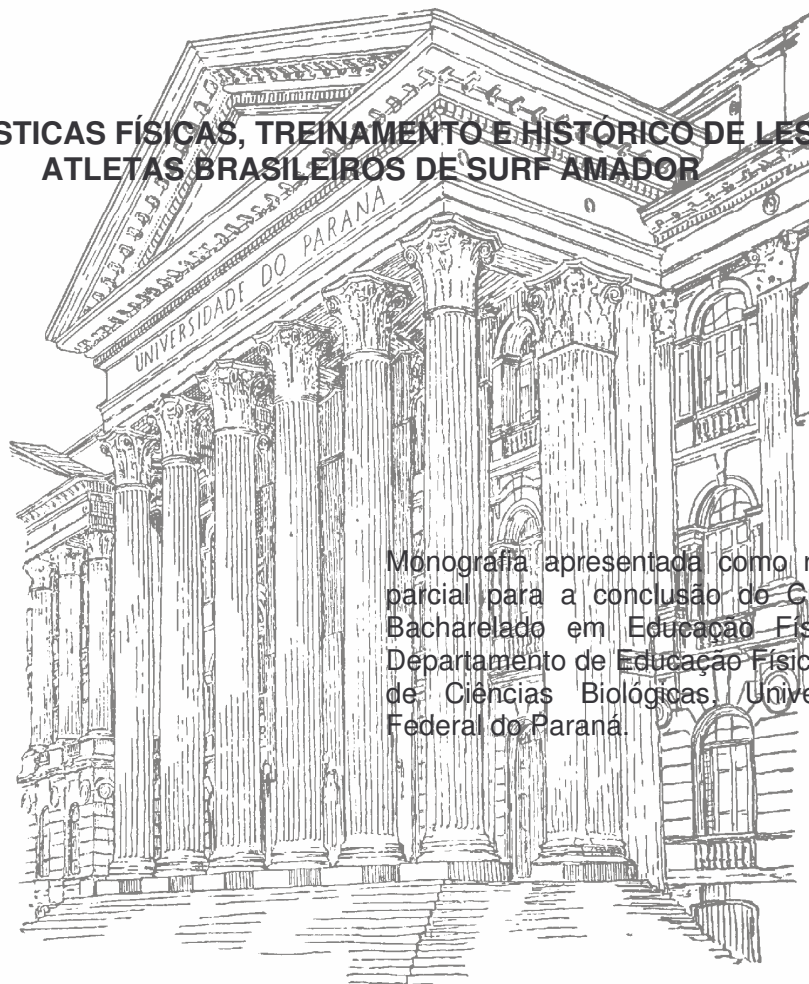 STICAS FÍSICAS, TREINAMENTO E HISTÓRICO DE LES
ATLETAS BRASILEIROS DE SURF AMADOR
UNIVERSIDADE DO PARANÁ
Monografia apresentada como
parcial para a conclusão do C
Bacharelado em Educação Fís
Departamento de Educação Físic
de Ciências Biológicas, Unive
Federal do Paraná.